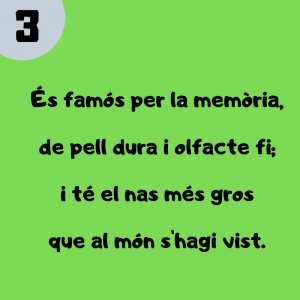 3
És famós per la memòria,
de pell dura i olfacte fi;
i té el nas més gros
que al món s'hagi vist.